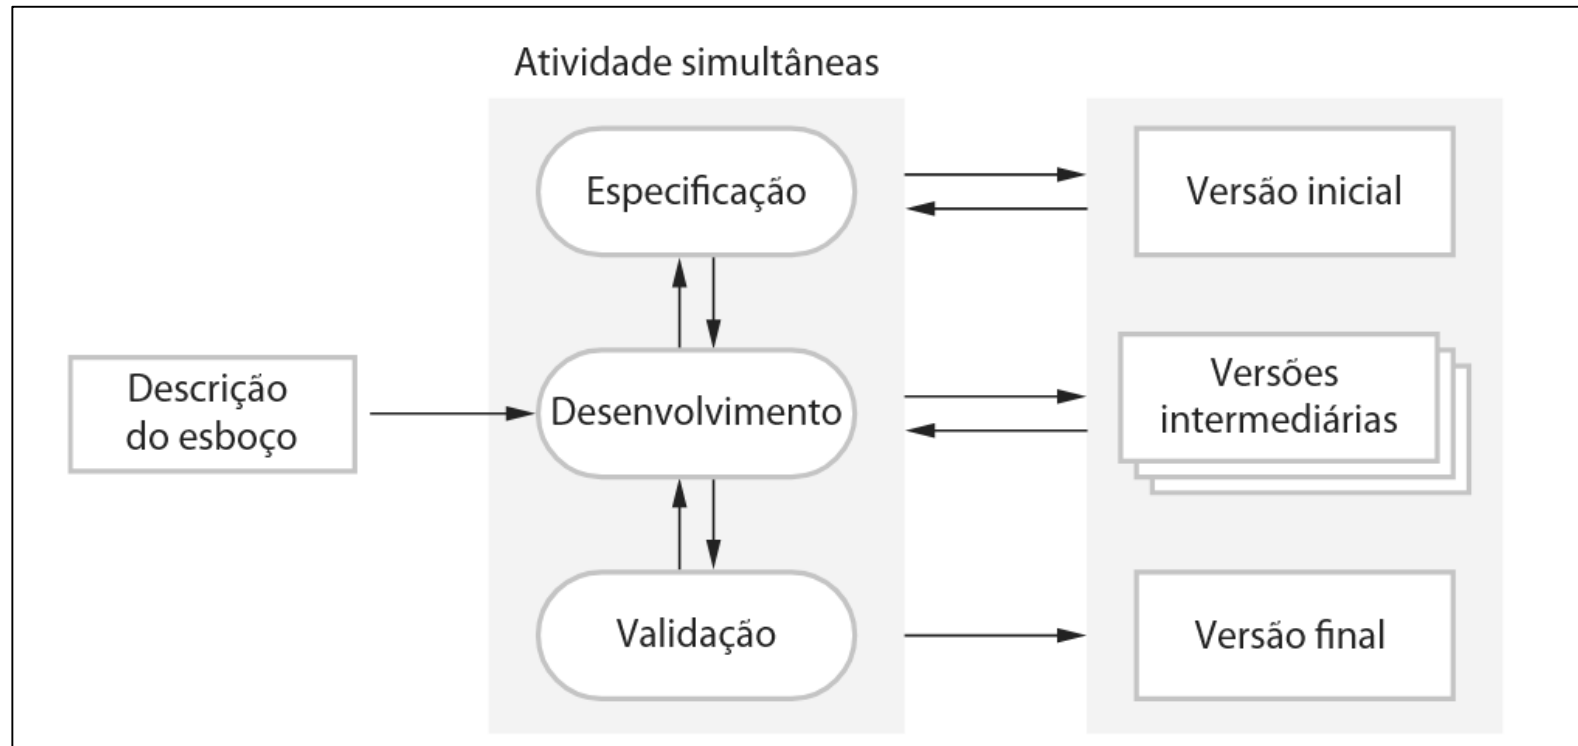 Atividade simultâneas
Especificação
Versão inicial
Descrição
do esboço
Desenvolvimento
Versões
intermediárias
Validação
Versão final